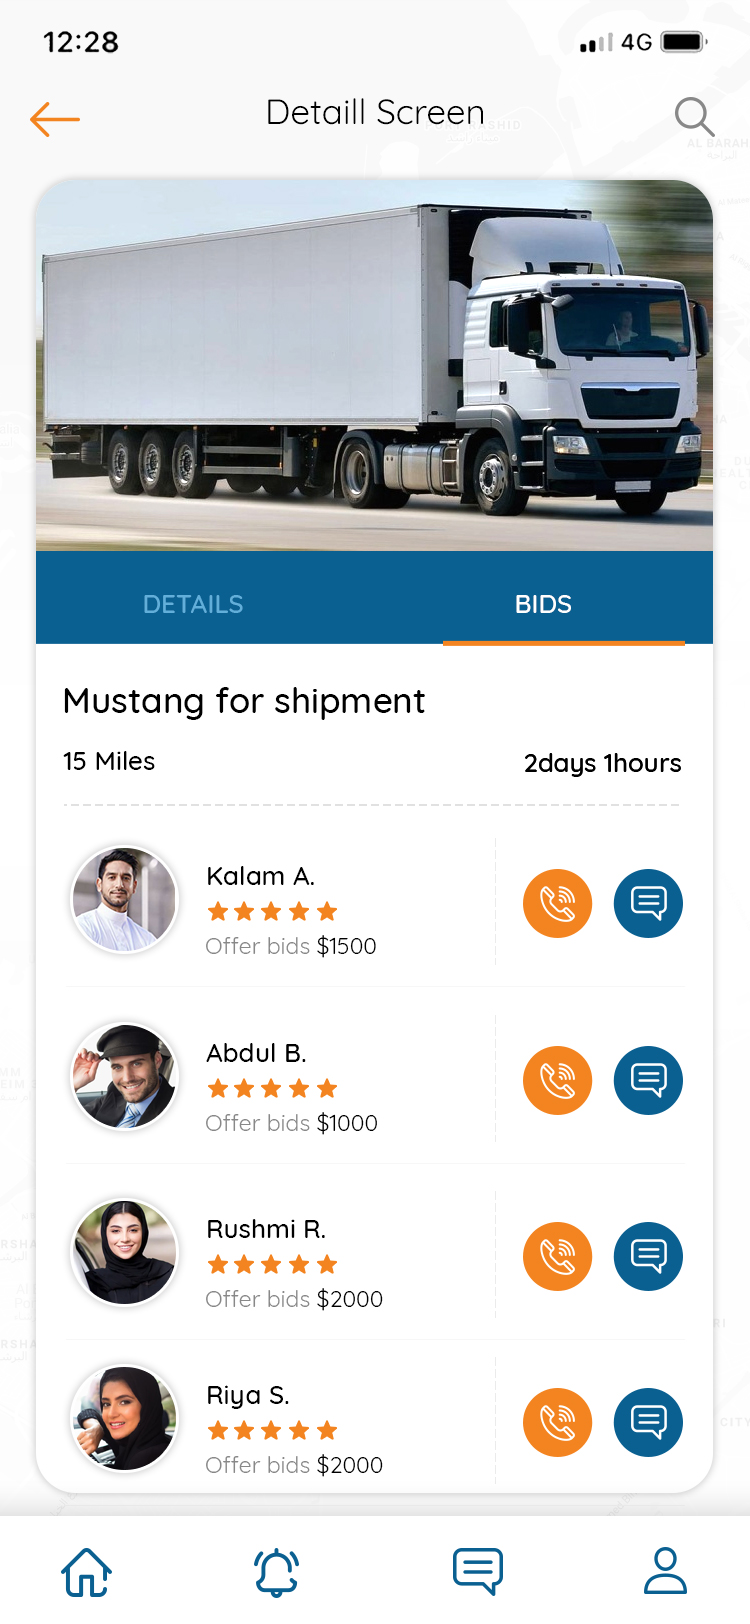 12:28
4G
Detaill Screen
DETAILS
BIDS
Mustang for shipment
15 Miles
2days 1hours
Kalam A.
Offer bids $1500
Abdul B.
Offer bids $1000
Rushmi R.
Offer bids $2000
Riya S.
Offer bids $2000